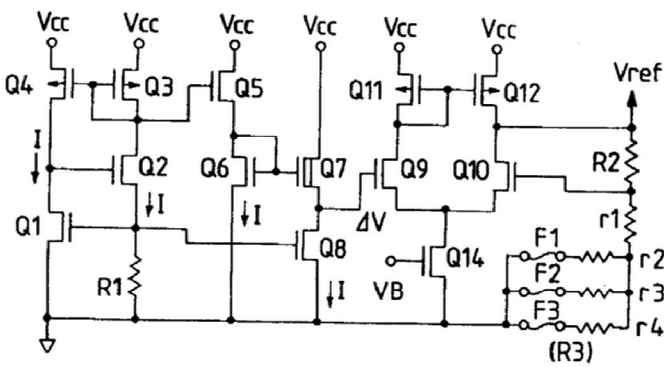 Vcc Vcc Vcc Vcc Vcc Vcc
Q4 Q3 Q5 Q11 Q12 Vref
I Q2 Q6 Q7 Q9 Q10 R2
Q1 I I Q8 ΔV r1
R1 I VB Q14
F1 r2
F2 r3
F3 r4
(R3)